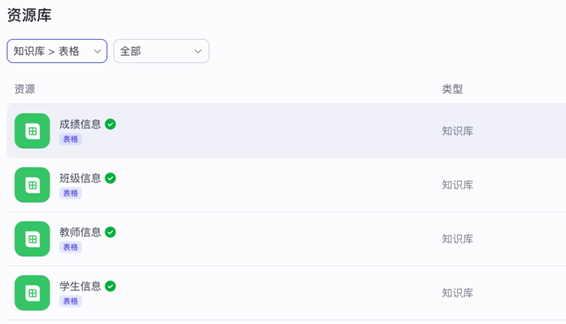 资源库
知识库 > 表格 全部
资源 类型
成绩信息
表格
知识库
班级信息
表格
知识库
教师信息
表格
知识库
学生信息
表格
知识库